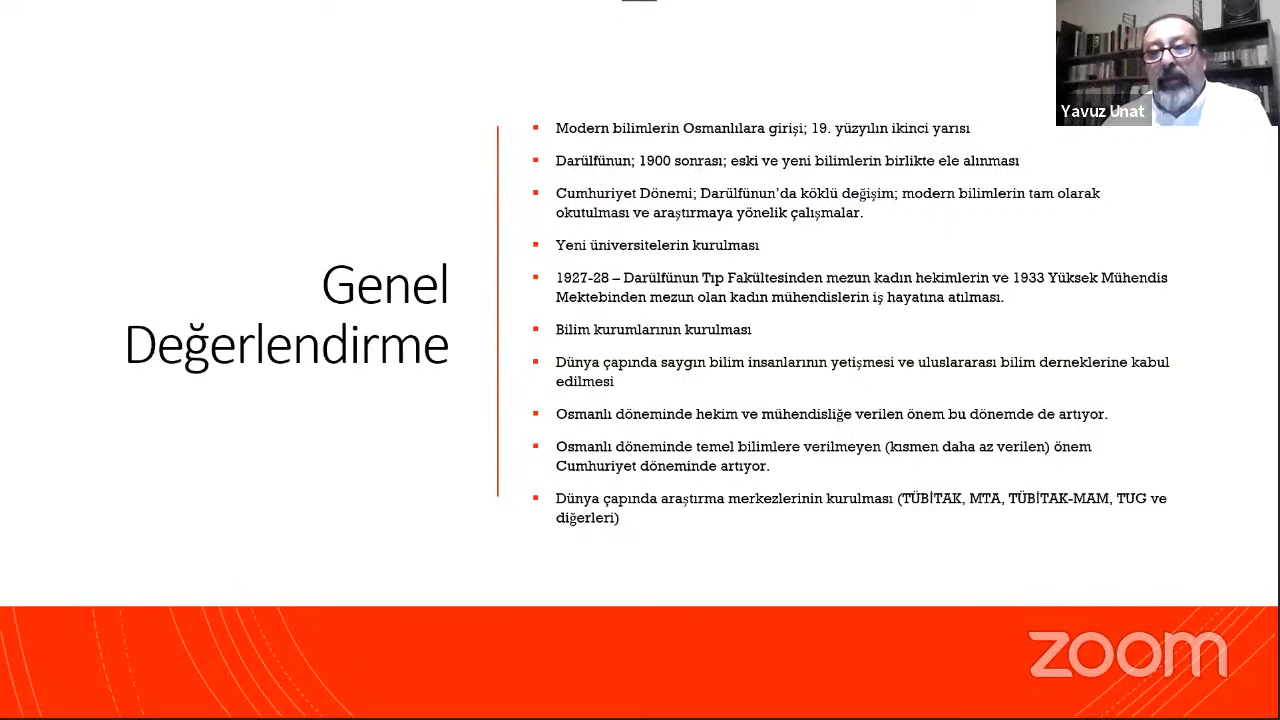 Yavuz Unat
Genel
Değerlendirme
Modern bilimlerin Osmanlılara girişi; 19. yüzyılın ikinci yarısı
Darülfünun; 1900 sonrası; eski ve yeni bilimlerin birlikte ele alınması
Cumhuriyet Dönemi; Darülfünun’da köklü değişim; modern bilimlerin tam olarak
okutulması ve araştırmaya yönelik çalışmalar.
Yeni üniversitelerin kurulması
1927-28 – Darülfünun Tıp Fakültesinden mezun kadın hekimlerin ve 1933 Yüksek Mühendis
Mektebinden mezun olan kadın mühendislerin iş hayatına atılması.
Bilim kurumlarının kurulması
Dünya çapında saygın bilim insanlarının yetişmesi ve uluslararası bilim derneklerine kabul
edilmesi
Osmanlı döneminde hekim ve mühendisliğe verilen önem bu dönemde de artıyor.
Osmanlı döneminde temel bilimlere verilmeyen (kısmen daha az verilen) önem
Cumhuriyet döneminde artıyor.
Dünya çapında araştırma merkezlerinin kurulması (TÜBİTAK, MTA, TÜBİTAK-MAM, TUG ve
diğerleri)
zoom